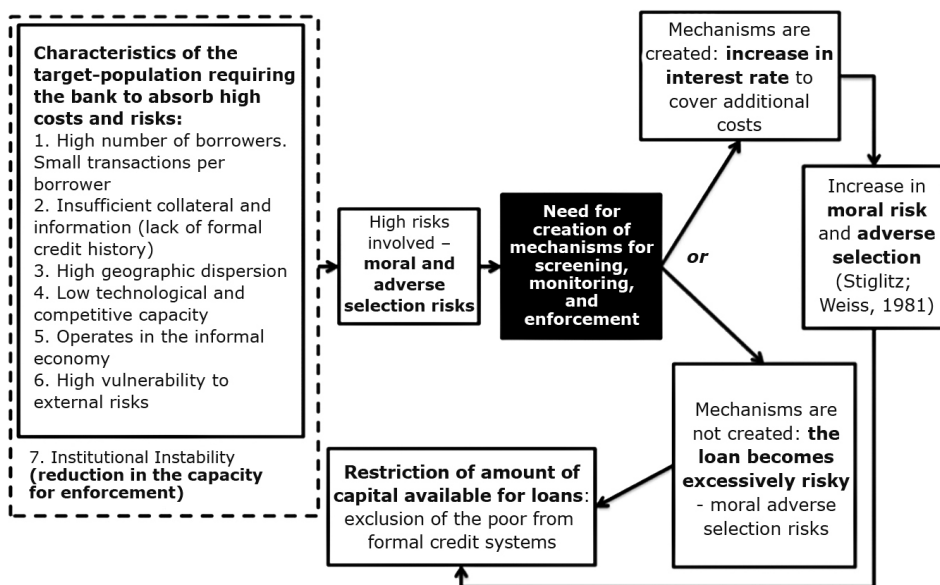 Characteristics of the
target-population requiring
the bank to absorb high
costs and risks:
1. High number of borrowers.
Small transactions per
borrower
2. Insufficient collateral and
information (lack of formal
credit history)
3. High geographic dispersion
4. Low technological and
competitive capacity
5. Operates in the informal
economy
6. High vulnerability to
external risks
7. Institutional Instability
(reduction in the capacity
for enforcement)
High risks
involved –
moral and
adverse
selection risks
Need for
creation of
mechanisms for
screening,
monitoring,
and
enforcement
or
Mechanisms are
created: increase in
interest rate to
cover additional
costs
Increase in
moral risk
and adverse
selection
(Stiglitz;
Weiss, 1981)
Mechanisms are
not created: the
loan becomes
excessively risky
- moral adverse
selection risks
Restriction of amount of
capital available for loans:
exclusion of the poor from
formal credit systems